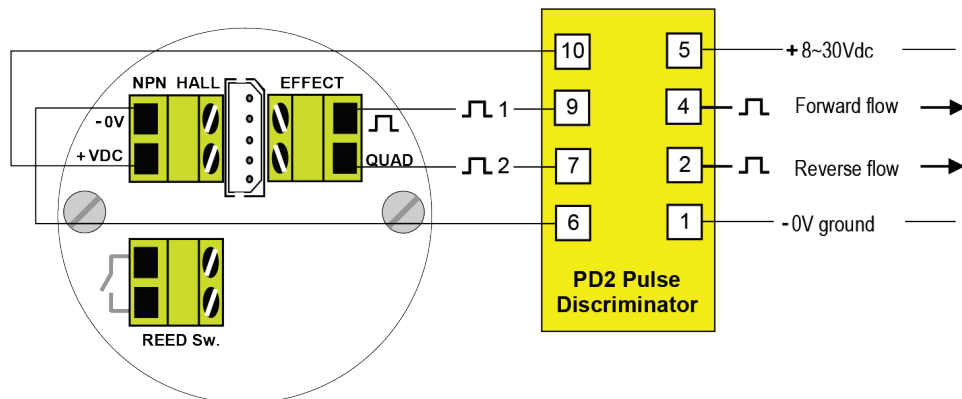 10 5 + 8~30Vdc
NPN HALL EFFECT
-0V 1 9 4 Forward flow
+VDC QUAD 2 7 2 Reverse flow
6 1 -0V ground
PD2 Pulse
Discriminator
REED Sw.